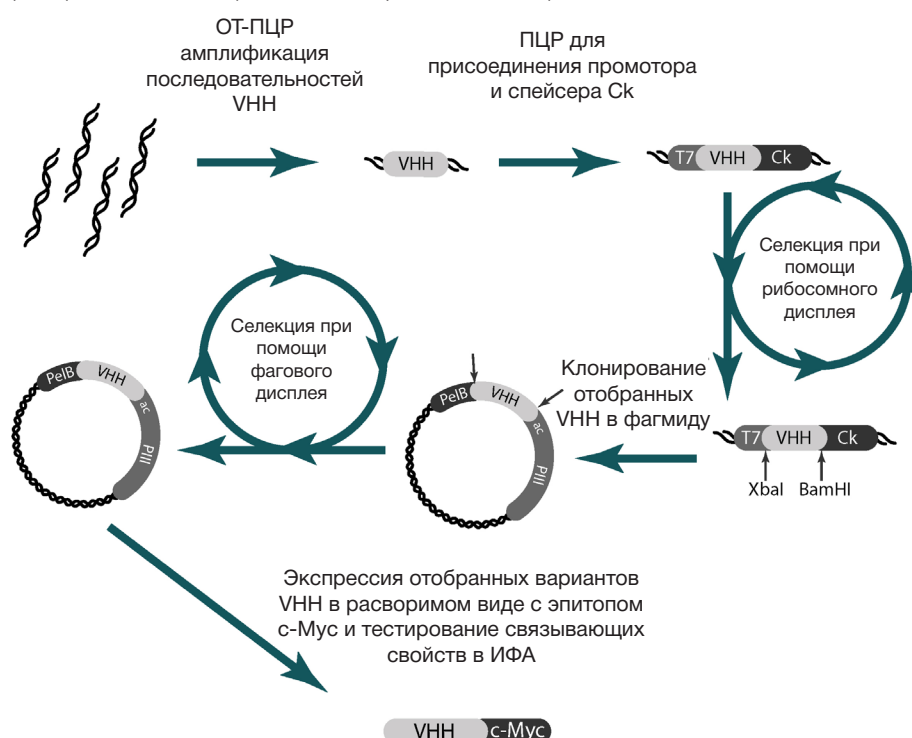 ОТ-ПЦР
амплификация
последовательностей
VHH
ПЦР для
присоединения промотора
и спейсера Ck
VHH
T7 VHH Ck
Селекция при
помощи
рибосомного
дисплея
Селекция при
помощи
фагового
дисплея
PelB VHH ac PIII
PelB VHH ac PIII
Клонирование
отобранных
VHH в фагмиду
T7 VHH Ck
XbaI BamHI
Экспрессия отобранных вариантов
VHH в расворимом виде с эпитопом
c-Myc и тестирование связывающих
свойств в ИФА
VHH c-Myc